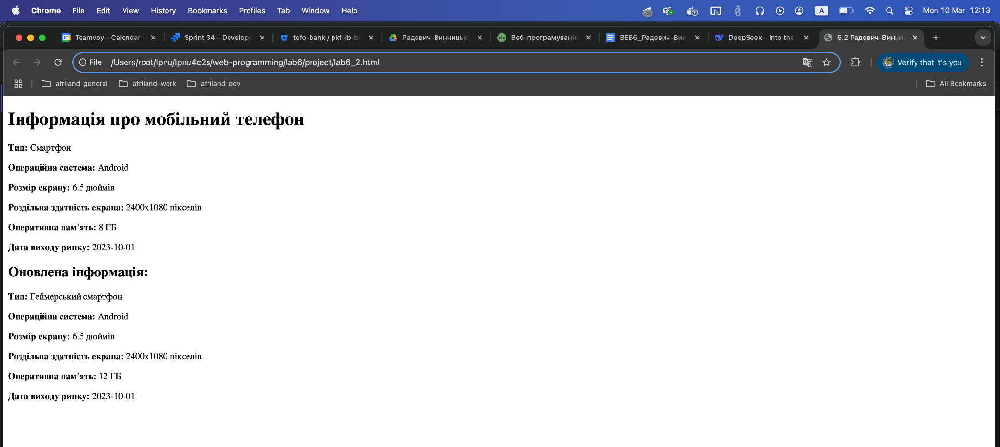 Chrome File Edit View History Bookmarks Profiles Tab Window Help A Mon 10 Mar 12:13
10 Teamvoy - Calendar Sprint 34 - Developm tefo-bank / pkf-ib-be Радевич-Винницьки Веб-програмування ВЕБ6_Радевич-Вин DeepSeek - Into the 6.2 Радевич-Винни
File /Users/root/lpnu/lpnu4c2s/web-programming/lab6/project/lab6_2.html Verify that it's you
afriland-general afriland-work afriland-dev All Bookmarks
Інформація про мобільний телефон
Тип: Смартфон
Операційна система: Android
Розмір екрану: 6.5 дюймів
Роздільна здатність екрана: 2400x1080 пікселів
Оперативна пам'ять: 8 ГБ
Дата виходу ринку: 2023-10-01
Оновлена інформація:
Тип: Геймерський смартфон
Операційна система: Android
Розмір екрану: 6.5 дюймів
Роздільна здатність екрана: 2400x1080 пікселів
Оперативна пам'ять: 12 ГБ
Дата виходу ринку: 2023-10-01